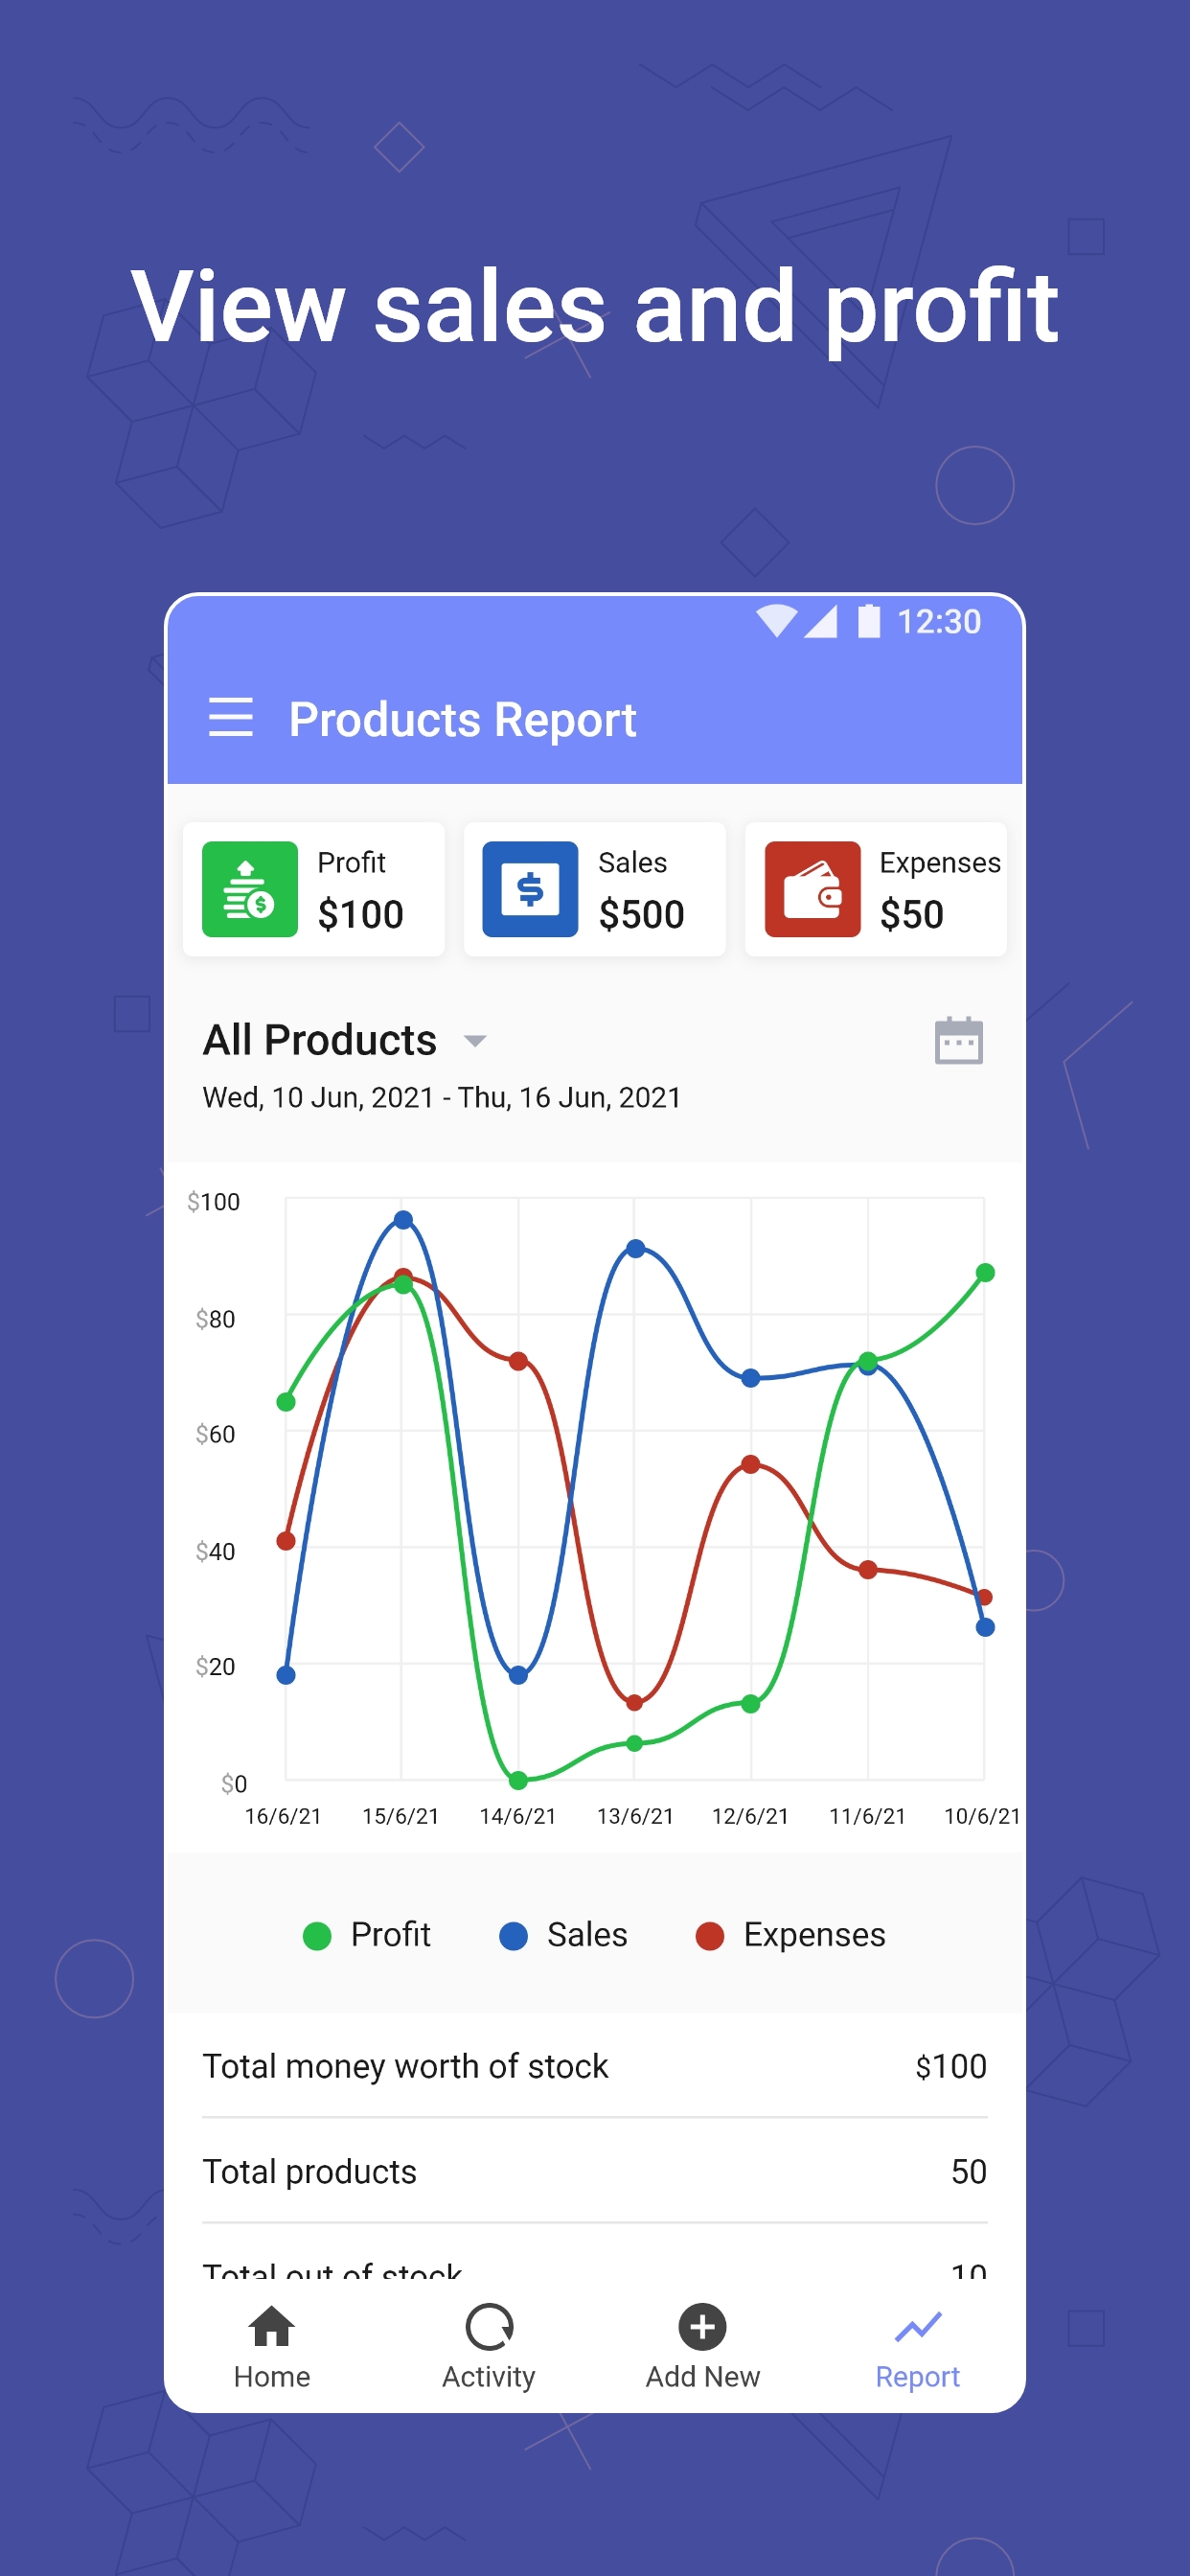 View sales and profit
12:30
Products Report
Profit
$100
Sales
$500
Expenses
$50
All Products
Wed, 10 Jun, 2021 - Thu, 16 Jun, 2021
$100
$80
$60
$40
$20
$0
16/6/21 15/6/21 14/6/21 13/6/21 12/6/21 11/6/21 10/6/21
Profit Sales Expenses
Total money worth of stock $100
Total products 50
Total out of stock 10
Home Activity Add New Report